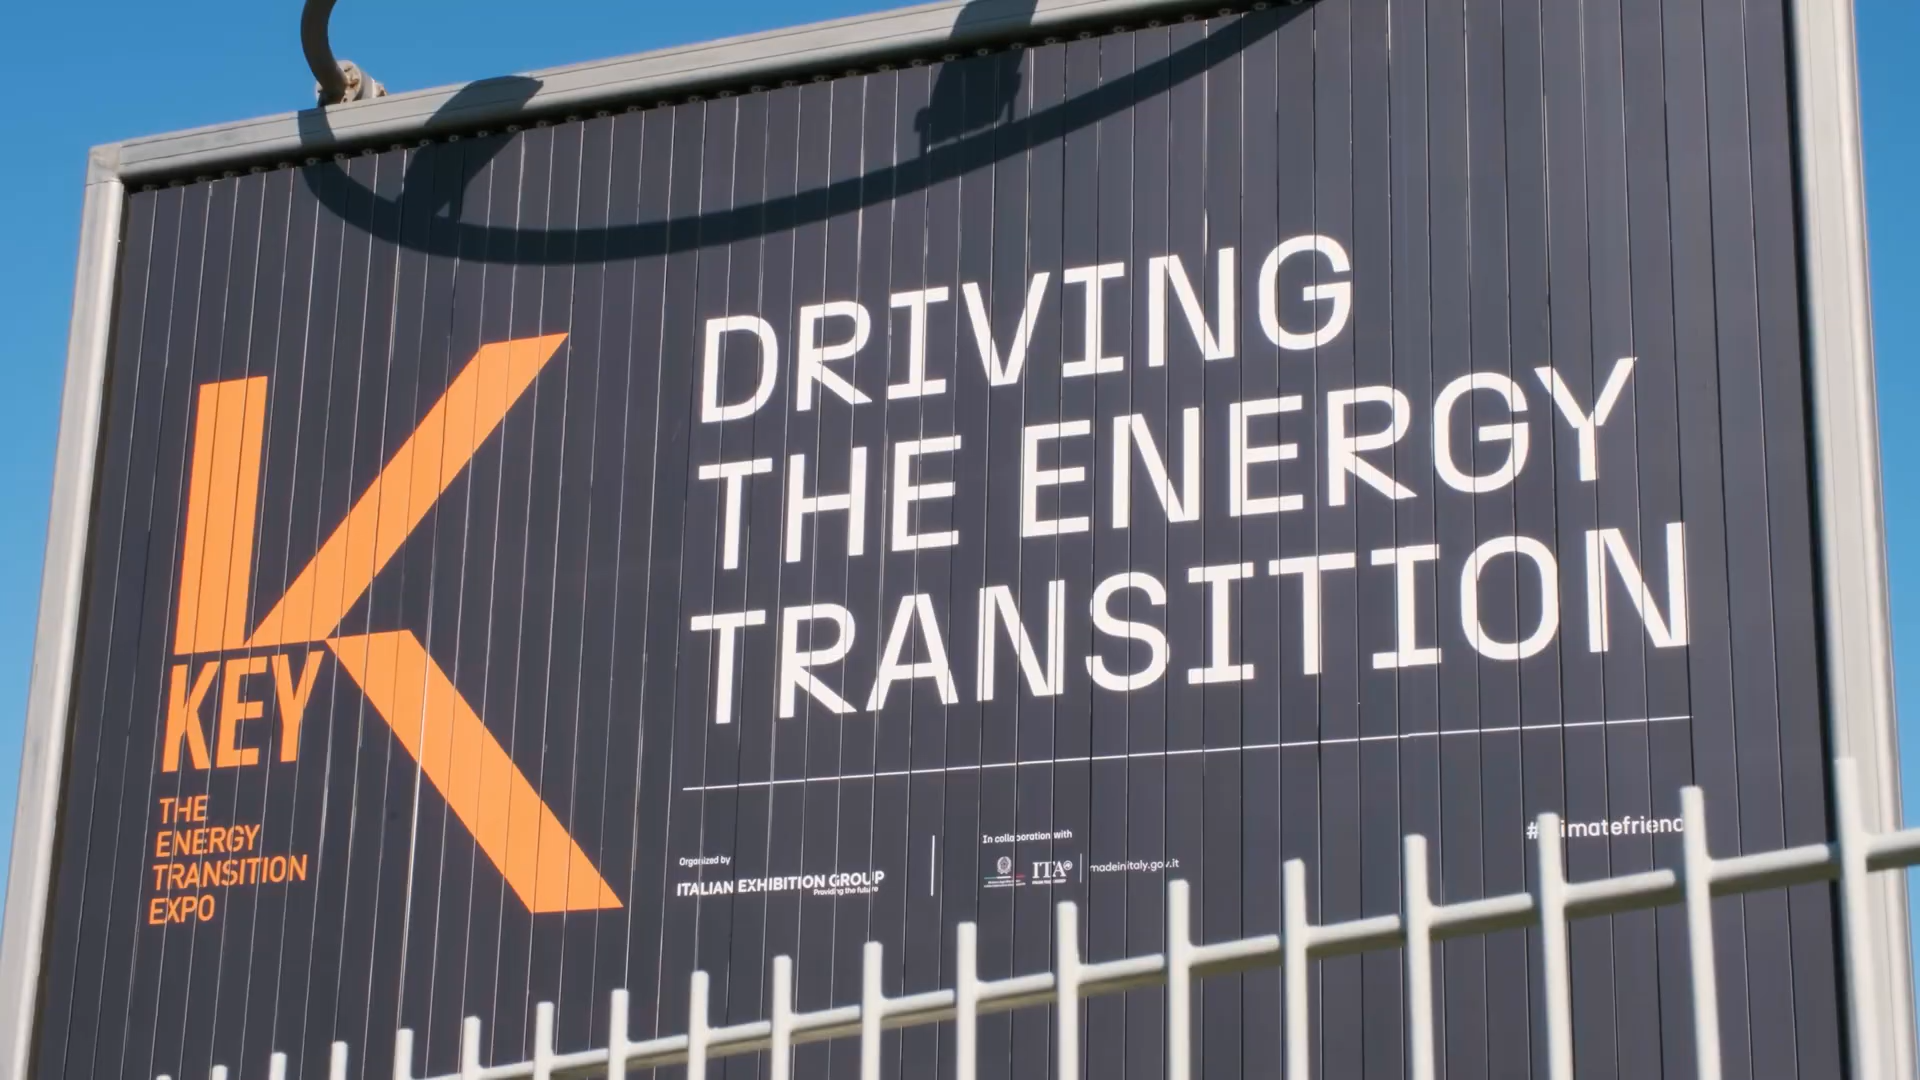 KEY
THE
ENERGY
TRANSITION
EXPO
DRIVING
THE ENERGY
TRANSITION
Organized by
ITALIAN EXHIBITION GROUP
Providing the future
In collaboration with
ITA
madeinitaly.gov.it